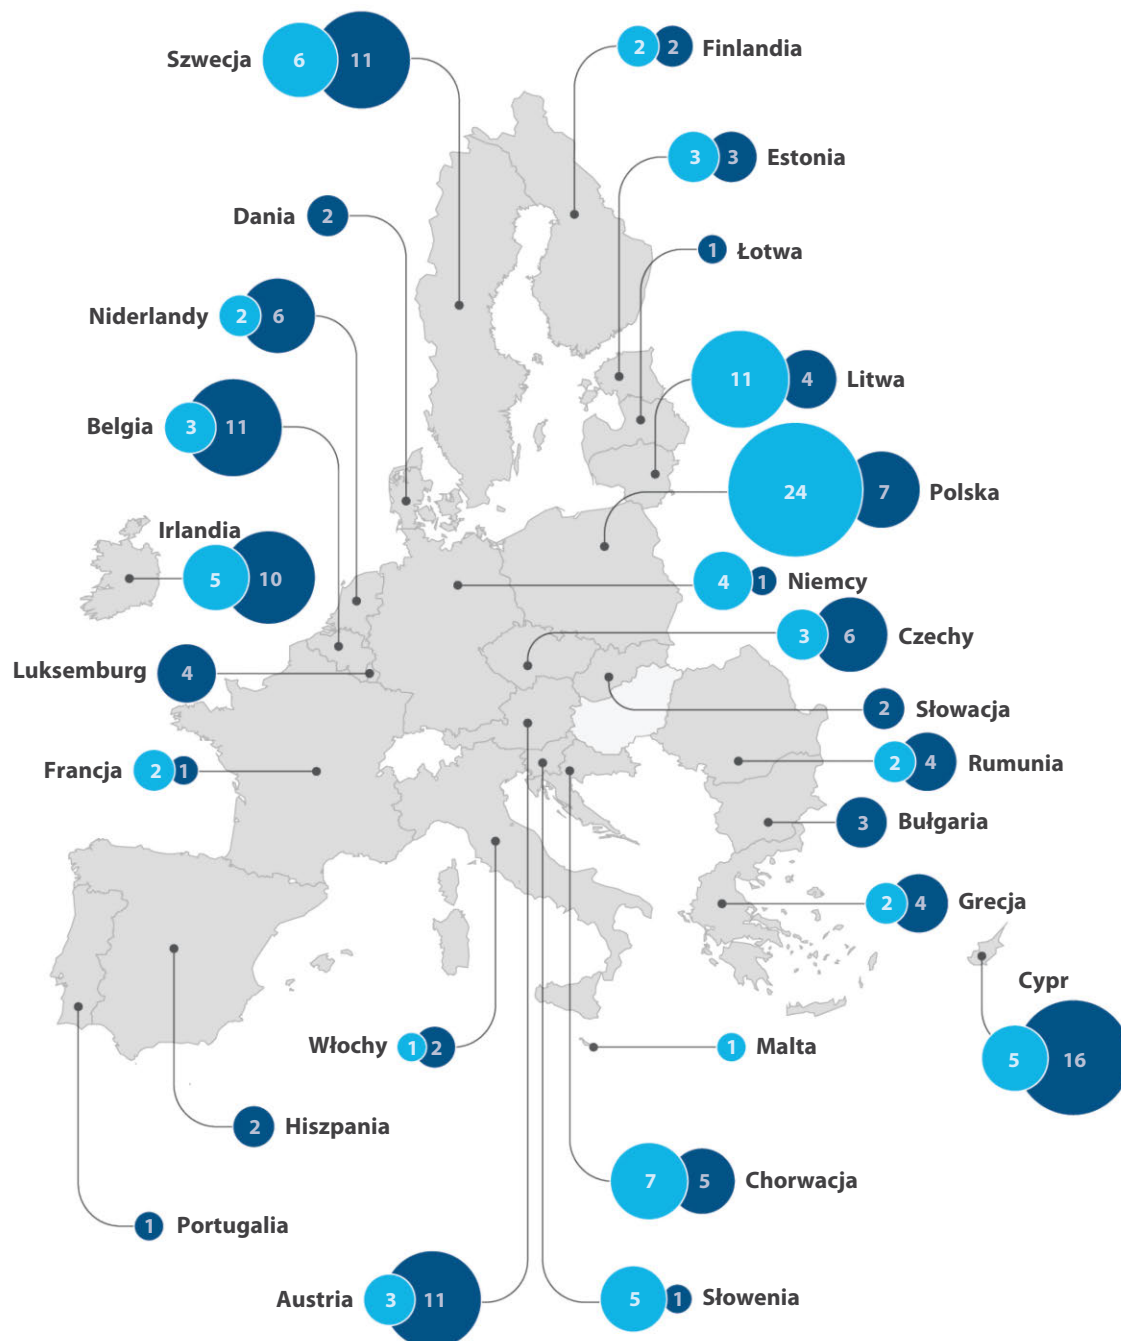 Szwecja 6 11
2 2 Finlandia
3 3 Estonia
Dania 2
1 Łotwa
Niderlandy 2 6
11 4 Litwa
Belgia 3 11
24 7 Polska
Irlandia
5 10
4 1 Niemcy
3 6 Czechy
Luksemburg 4
2 Słowacja
2 4 Rumunia
Francja 2 1
3 Bułgaria
2 4 Grecja
Cypr
5 16
Włochy 1 2
1 Malta
2 Hiszpania
7 5 Chorwacja
1 Portugalia
Austria 3 11
5 1 Słowenia